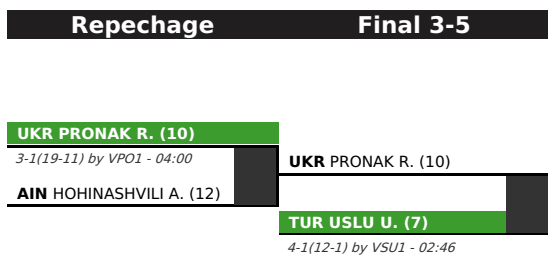 Repechage
Final 3-5
UKR PRONAK R. (10)
3-1(19-11) by VPO1 - 04:00
AIN HOHINASHVILI A. (12)
UKR PRONAK R. (10)
TUR USLU U. (7)
4-1(12-1) by VSU1 - 02:46